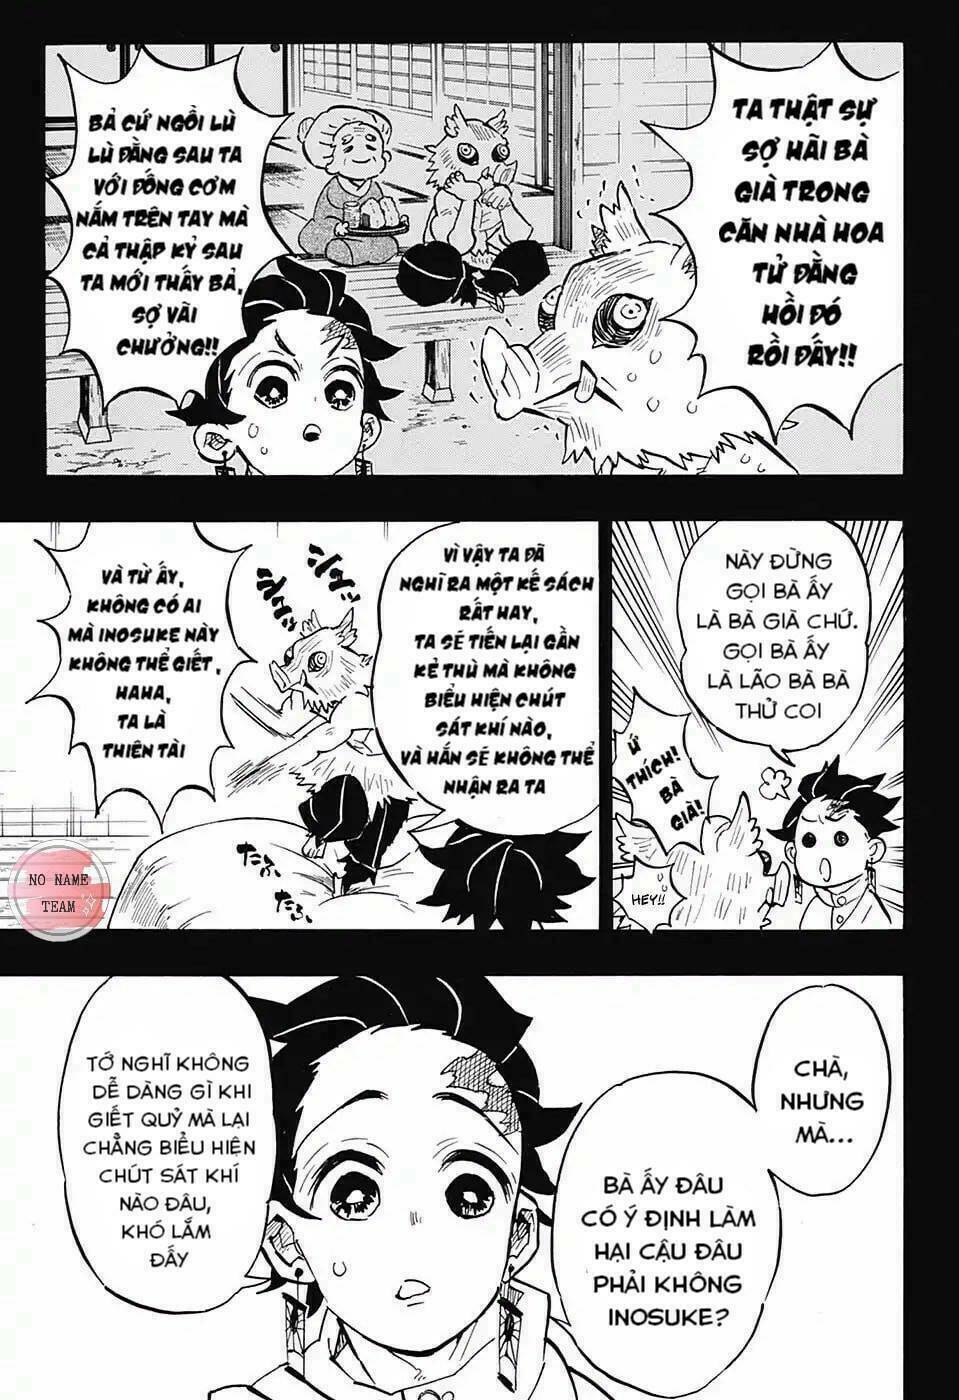 TA THẬT SỰ
SỢ HÃI BÀ
GIÀ TRONG
CĂN NHÀ HOA
TỬ ĐẰNG
HỒI ĐÓ
RỒI ĐẤY!!
BẢ CỨ NGỒI LÙ
LÙ ĐẰNG SAU TA
VỚI ĐỐNG CƠM
NẮM TRÊN TAY MÀ
CẢ THẬP KỶ SAU
TA MỚI THẤY BẢ,
SỢ VÃI
CHƯỞNG!!
NÀY ĐỪNG
GỌI BÀ ẤY
LÀ BÀ GIÀ CHỨ.
GỌI BÀ ẤY
LÀ LÃO BÀ BÀ
THỬ COI
Ứ
THÍCH!
BÀ
GIÀ!
HEY!!
VÌ VẬY TA ĐÃ
NGHĨ RA MỘT KẾ SÁCH
RẤT HAY,
TA SẼ TIẾN LẠI GẦN
KẺ THÙ MÀ KHÔNG
BIỂU HIỆN CHÚT
SÁT KHÍ NÀO,
VÀ HẮN SẼ KHÔNG THỂ
NHẬN RA TA
VÀ TỪ ẤY,
KHÔNG CÓ AI
MÀ INOSUKE NÀY
KHÔNG THỂ GIẾT,
HAHA,
TA LÀ
THIÊN TÀI
NO NAME
TEAM
CHÀ,
NHƯNG
MÀ...
BÀ ẤY ĐÂU
CÓ Ý ĐỊNH LÀM
HẠI CẬU ĐÂU
PHẢI KHÔNG
INOSUKE?
TỚ NGHĨ KHÔNG
DỄ DÀNG GÌ KHI
GIẾT QUỶ MÀ LẠI
CHẲNG BIỂU HIỆN
CHÚT SÁT KHÍ
NÀO ĐÂU,
KHÓ LẮM
ĐẤY